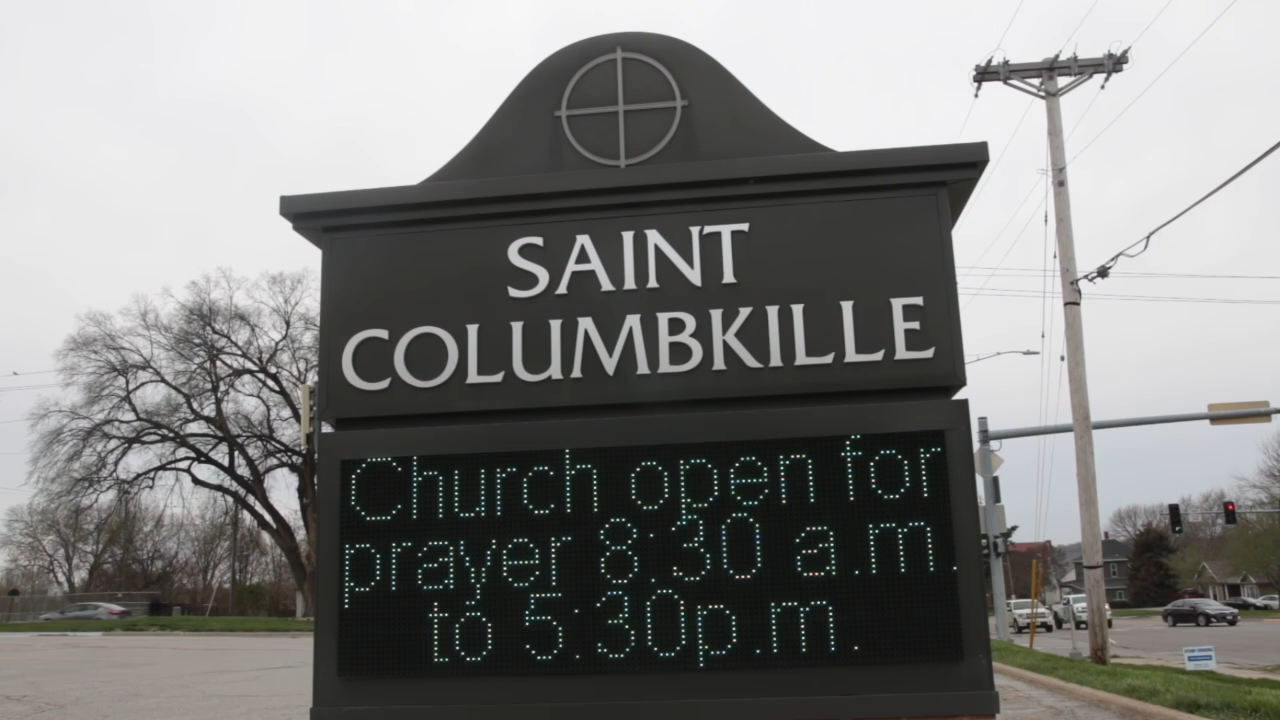 SAINT
COLUMBKILLE
Church open for
prayer 8:30 a.m.
to 5:30p.m.